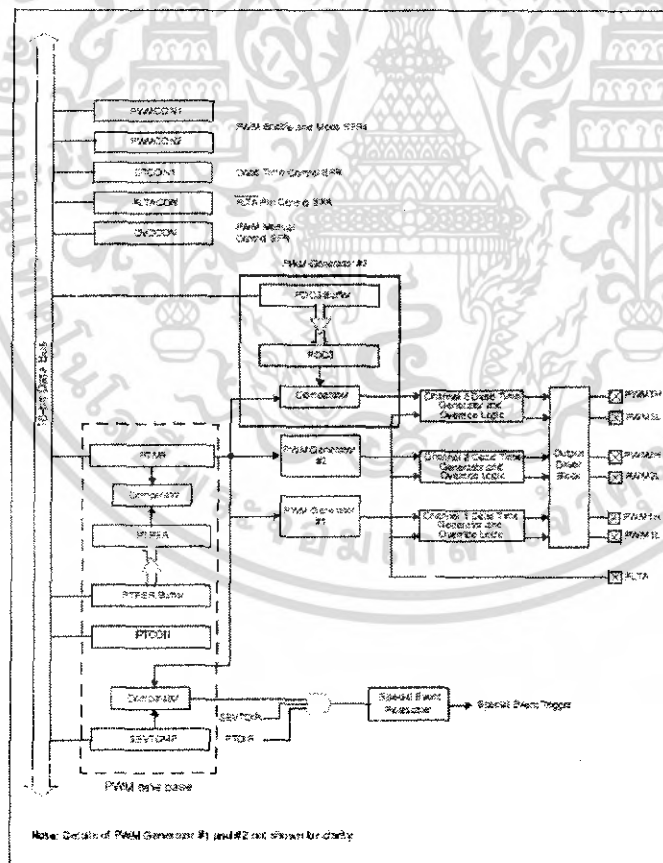 PWMCON1
PWM Enable and Mode SFRs
PWMCON2
DTCON1
Dead Time Control SFR
FLTACON
FLTA Pin Control SFR
OVDCON
PWM Manual
Control SFR
PWM Generator #3
PDC3 Buffer
PDC3
Comparator
16-bit Data Bus
Channel 3 Dead Time
Generator and
Override Logic
PWM3H
PWM3L
PTMR
PWM Generator
#2
Channel 2 Dead Time
Generator and
Override Logic
Output
Driver
Block
PWM2H
PWM2L
Comparator
PWM Generator
#1
Channel 1 Dead Time
Generator and
Override Logic
PWM1H
PWM1L
PTPER
FLTA
PTPER Buffer
PTCON
Comparator
SEVTDIR
Special Event
Postscaler
Special Event Trigger
SEVTCMP
PTDIR
PWM time base
Note: Details of PWM Generator #1 and #2 not shown for clarity